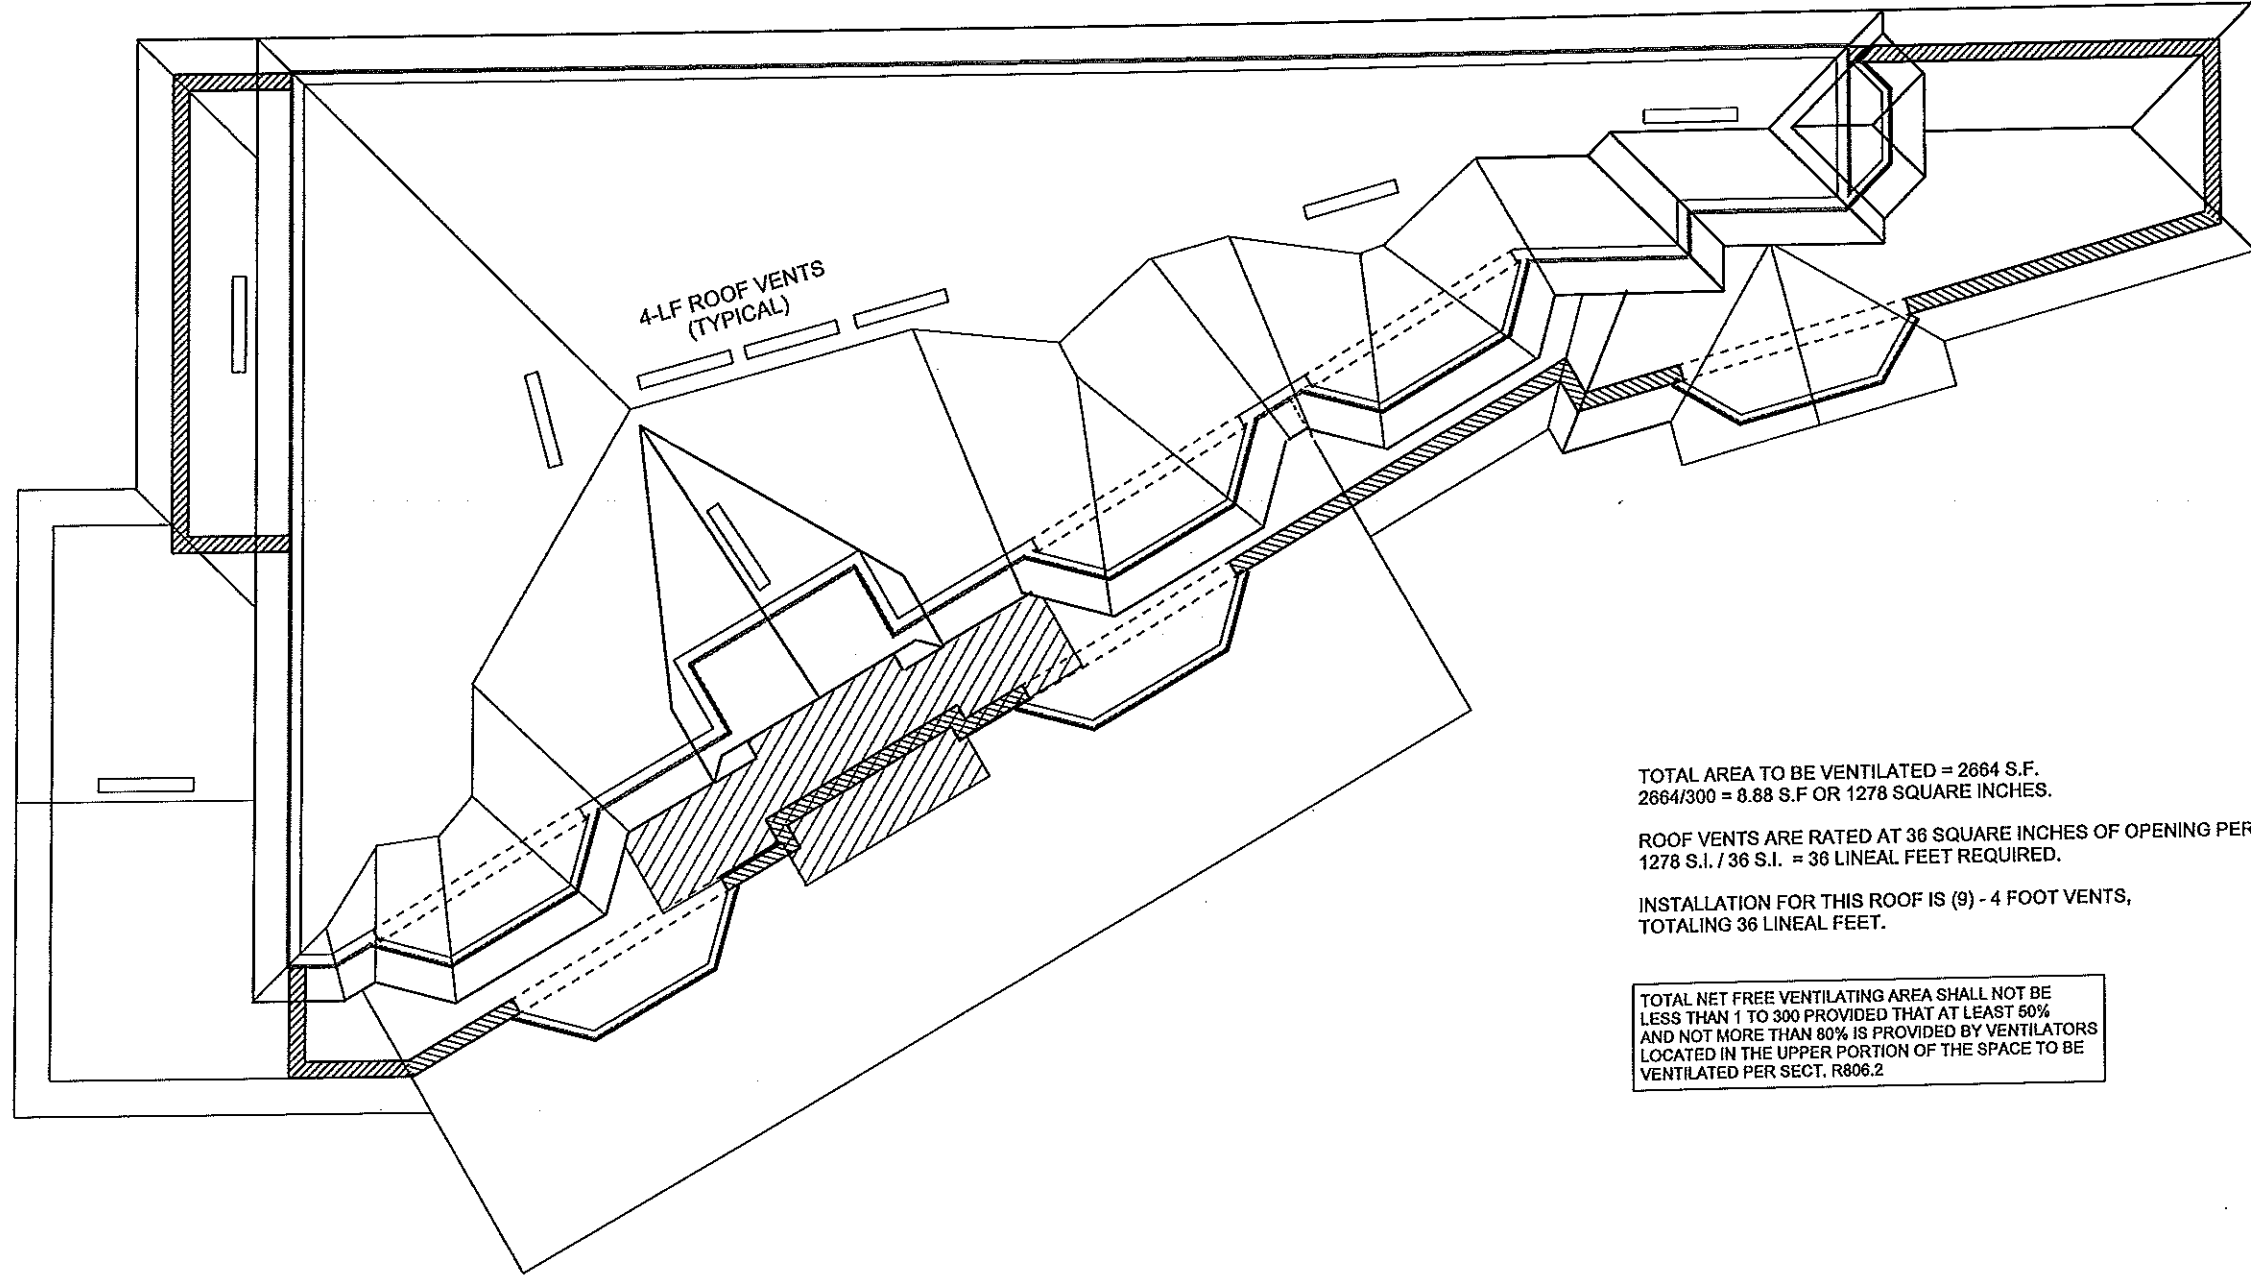 4-LF ROOF VENTS
(TYPICAL)
TOTAL AREA TO BE VENTILATED = 2664 S.F.
2664/300 = 8.88 S.F OR 1278 SQUARE INCHES.
ROOF VENTS ARE RATED AT 36 SQUARE INCHES OF OPENING PER
1278 S.I. / 36 S.I. = 36 LINEAL FEET REQUIRED.
INSTALLATION FOR THIS ROOF IS (9) - 4 FOOT VENTS,
TOTALING 36 LINEAL FEET.
TOTAL NET FREE VENTILATING AREA SHALL NOT BE
LESS THAN 1 TO 300 PROVIDED THAT AT LEAST 50%
AND NOT MORE THAN 80% IS PROVIDED BY VENTILATORS
LOCATED IN THE UPPER PORTION OF THE SPACE TO BE
VENTILATED PER SECT. R806.2